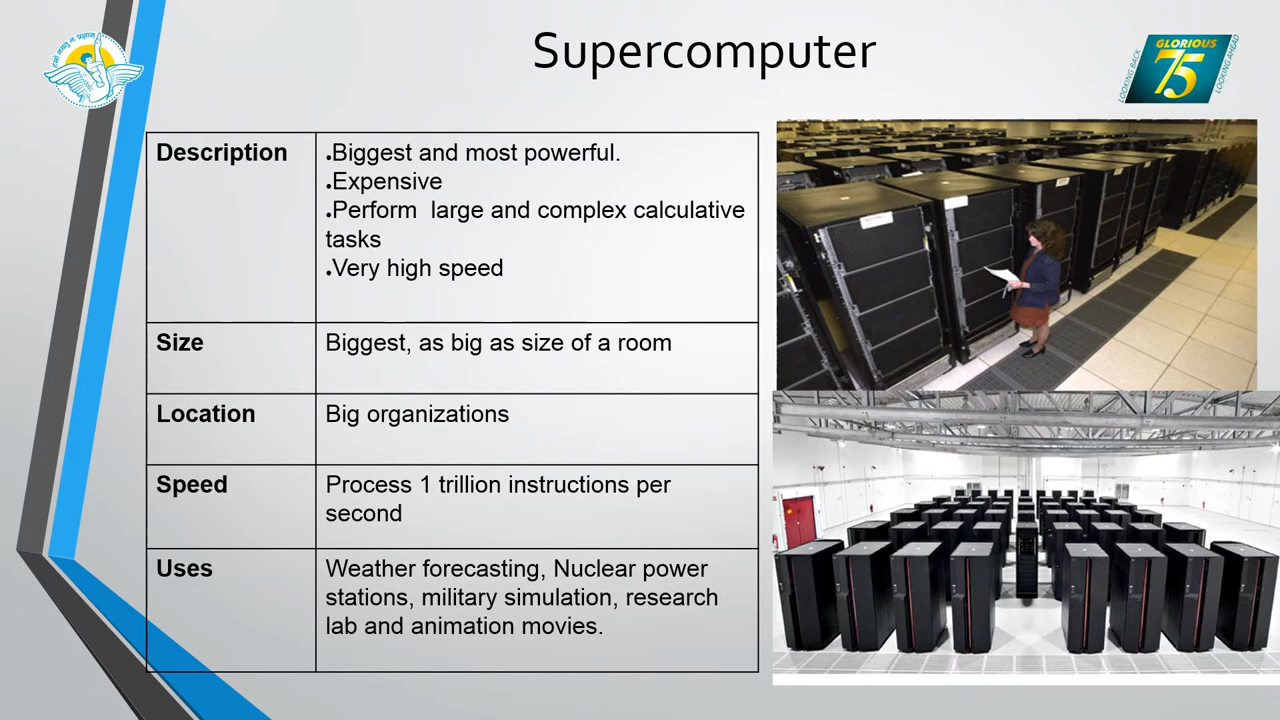 Supercomputer
GLORIOUS
75
LOOKING BACK
LOOKING AHEAD
Description
.Biggest and most powerful.
.Expensive
.Perform  large and complex calculative
tasks
.Very high speed
Size
Biggest, as big as size of a room
Location
Big organizations
Speed
Process 1 trillion instructions per
second
Uses
Weather forecasting, Nuclear power
stations, military simulation, research
lab and animation movies.